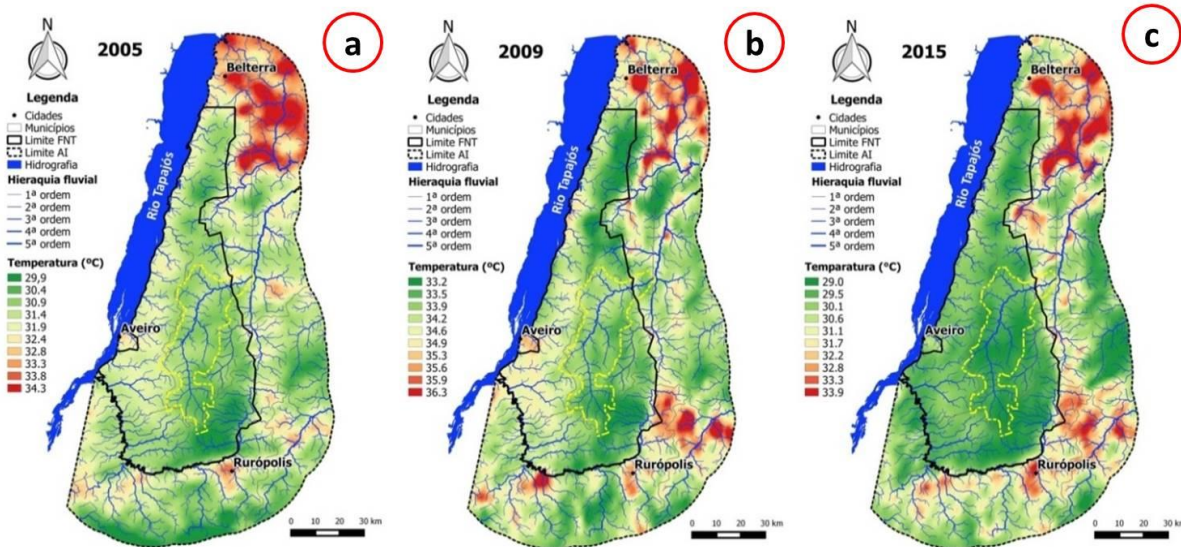 N
2005
a
Belterra
Legenda
Cidades
Municípios
Limite FNT
Limite AI
Hidrografia
Hieraquia fluvial
1ª ordem
2ª ordem
3ª ordem
4ª ordem
5ª ordem
Temperatura (ºC)
29,9
30.4
30.9
31.4
31.9
32.4
32.8
33.3
33.8
34.3
Rio Tapajós
Aveiro
Rurópolis
0 10 20 30 km
N
2009
b
Belterra
Legenda
Cidades
Municípios
Limite FNT
Limite AI
Hidrografia
Hieraquia fluvial
1ª ordem
2ª ordem
3ª ordem
4ª ordem
5ª ordem
Temperatura (ºC)
33.2
33.5
33.9
34.2
34.6
34.9
35.3
35.6
35.9
36.3
Rio Tapajós
Aveiro
Rurópolis
0 10 20 30 km
N
2015
c
Belterra
Legenda
Cidades
Municípios
Limite FNT
Limite AI
Hidrografia
Hieraquia fluvial
1ª ordem
2ª ordem
3ª ordem
4ª ordem
5ª ordem
Temparatura (ºC)
29.0
29.5
30.1
30.6
31.1
31.7
32.2
32.8
33.3
33.9
Rio Tapajós
Aveiro
Rurópolis
0 10 20 30 km